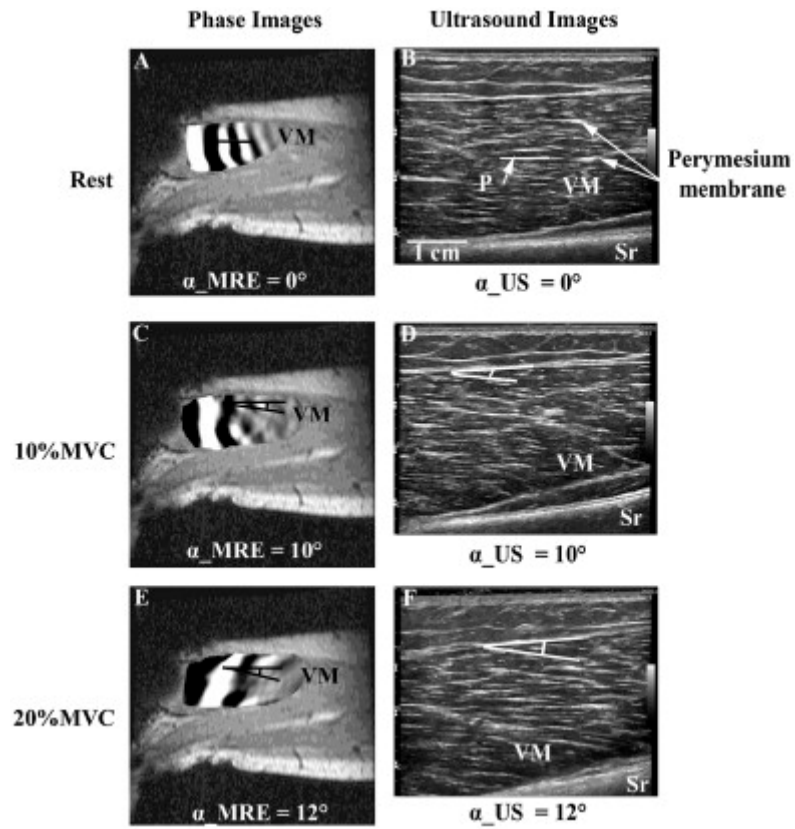 Phase Images
Ultrasound Images
A
VM
B
P
VM
1 cm
Sr
Rest
Perymesium
membrane
α_MRE = 0°
α_US = 0°
C
VM
D
VM
Sr
10%MVC
α_MRE = 10°
α_US = 10°
E
VM
F
VM
Sr
20%MVC
α_MRE = 12°
α_US = 12°